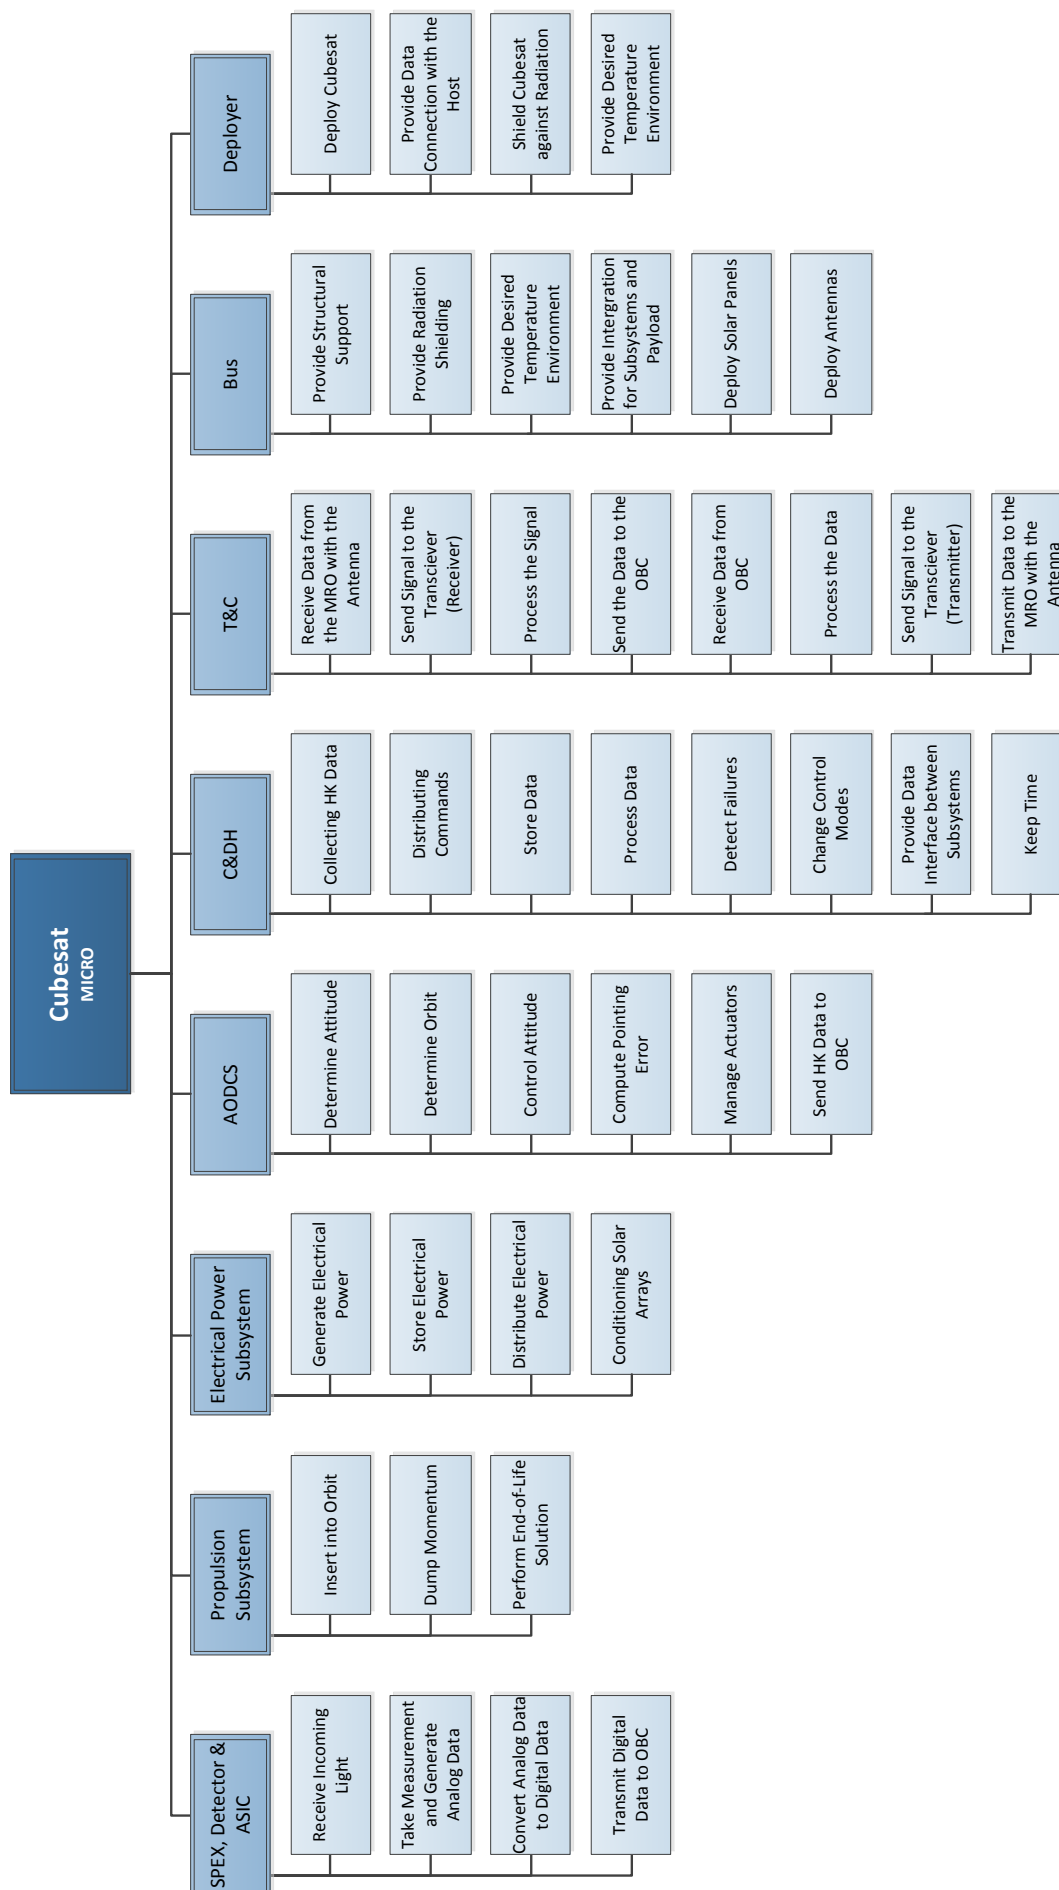 Cubesat
MICRO
SPEX, Detector &
ASIC
Receive Incoming
Light
Take Measurement
and Generate
Analog Data
Convert Analog Data
to Digital Data
Transmit Digital
Data to OBC
Propulsion
Subsystem
Insert into Orbit
Dump Momentum
Perform End-of-Life
Solution
Electrical Power
Subsystem
Generate Electrical
Power
Store Electrical
Power
Distribute Electrical
Power
Conditioning Solar
Arrays
AODCS
Determine Attitude
Determine Orbit
Control Attitude
Compute Pointing
Error
Manage Actuators
Send HK Data to
OBC
C&DH
Collecting HK Data
Distributing
Commands
Store Data
Process Data
Detect Failures
Change Control
Modes
Provide Data
Interface between
Subsystems
Keep Time
T&C
Receive Data from
the MRO with the
Antenna
Send Signal to the
Transciever
(Receiver)
Process the Signal
Send the Data to the
OBC
Receive Data from
OBC
Process the Data
Send Signal to the
Transciever
(Transmitter)
Transmit Data to the
MRO with the
Antenna
Bus
Provide Structural
Support
Provide Radiation
Shielding
Provide Desired
Temperature
Environment
Provide Intergration
for Subsystems and
Payload
Deploy Solar Panels
Deploy Antennas
Deployer
Deploy Cubesat
Provide Data
Connection with the
Host
Shield Cubesat
against Radiation
Provide Desired
Temperature
Environment